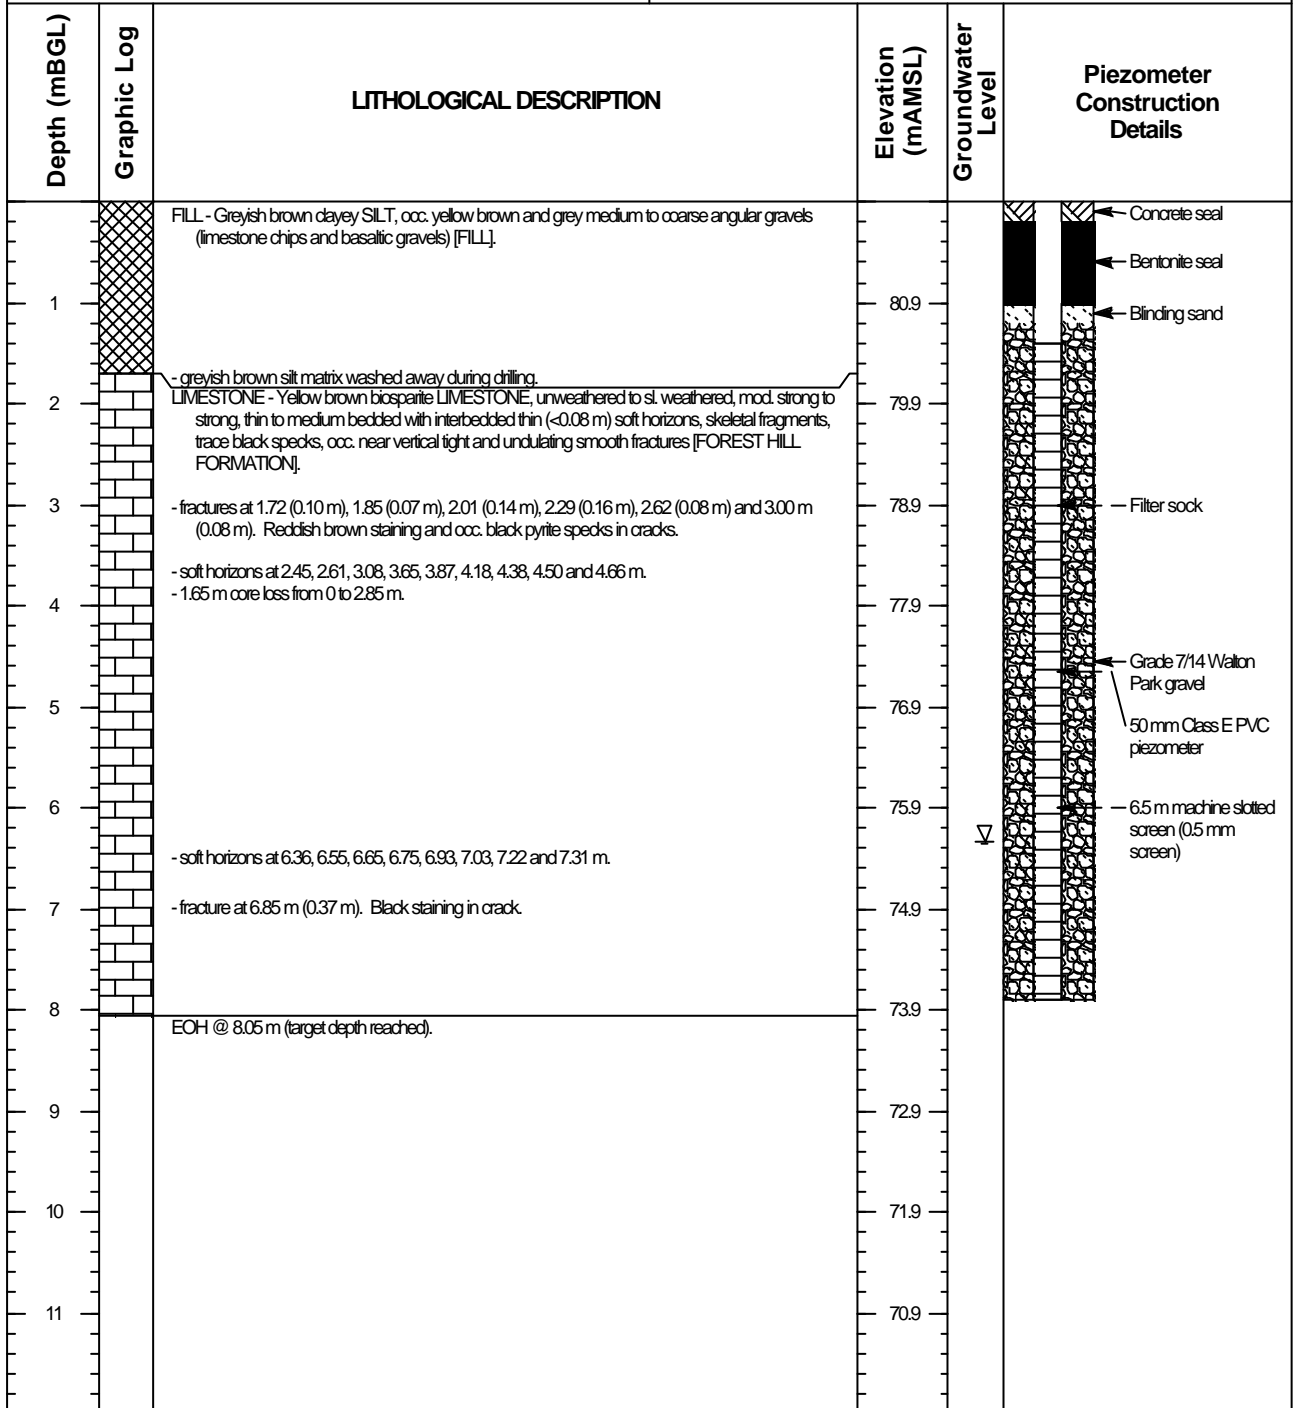 Depth (mBGL)
Graphic Log
LITHOLOGICAL DESCRIPTION
Elevation
(mAMSL)
Groundwater
Level
Piezometer
Construction
Details
FILL - Greyish brown clayey SILT, occ. yellow brown and grey medium to coarse angular gravels
(limestone chips and basaltic gravels) [FILL].
Concrete seal
Bentonite seal
1
80.9
Blinding sand
- greyish brown silt matrix washed away during drilling.
LIMESTONE - Yellow brown biosparite LIMESTONE, unweathered to sl. weathered, mod. strong to
2
79.9
strong, thin to medium bedded with interbedded thin (<0.08 m) soft horizons, skeletal fragments,
trace black specks, occ. near vertical tight and undulating smooth fractures [FOREST HILL
FORMATION].
3
- fractures at 1.72 (0.10 m), 1.85 (0.07 m), 2.01 (0.14 m), 2.29 (0.16 m), 2.62 (0.08 m) and 3.00 m
78.9
Filter sock
(0.08 m). Reddish brown staining and occ. black pyrite specks in cracks.
- soft horizons at 2.45, 2.61, 3.08, 3.65, 3.87, 4.18, 4.38, 4.50 and 4.66 m.
- 1.65 m core loss from 0 to 2.85 m.
4
77.9
Grade 7/14 Walton
Park gravel
5
76.9
50 mm Class E PVC
piezometer
6
75.9
6.5 m machine slotted
screen (0.5 mm
screen)
- soft horizons at 6.36, 6.55, 6.65, 6.75, 6.93, 7.03, 7.22 and 7.31 m.
7
- fracture at 6.85 m (0.37 m). Black staining in crack.
74.9
8
73.9
EOH @ 8.05 m (target depth reached).
9
72.9
10
71.9
11
70.9